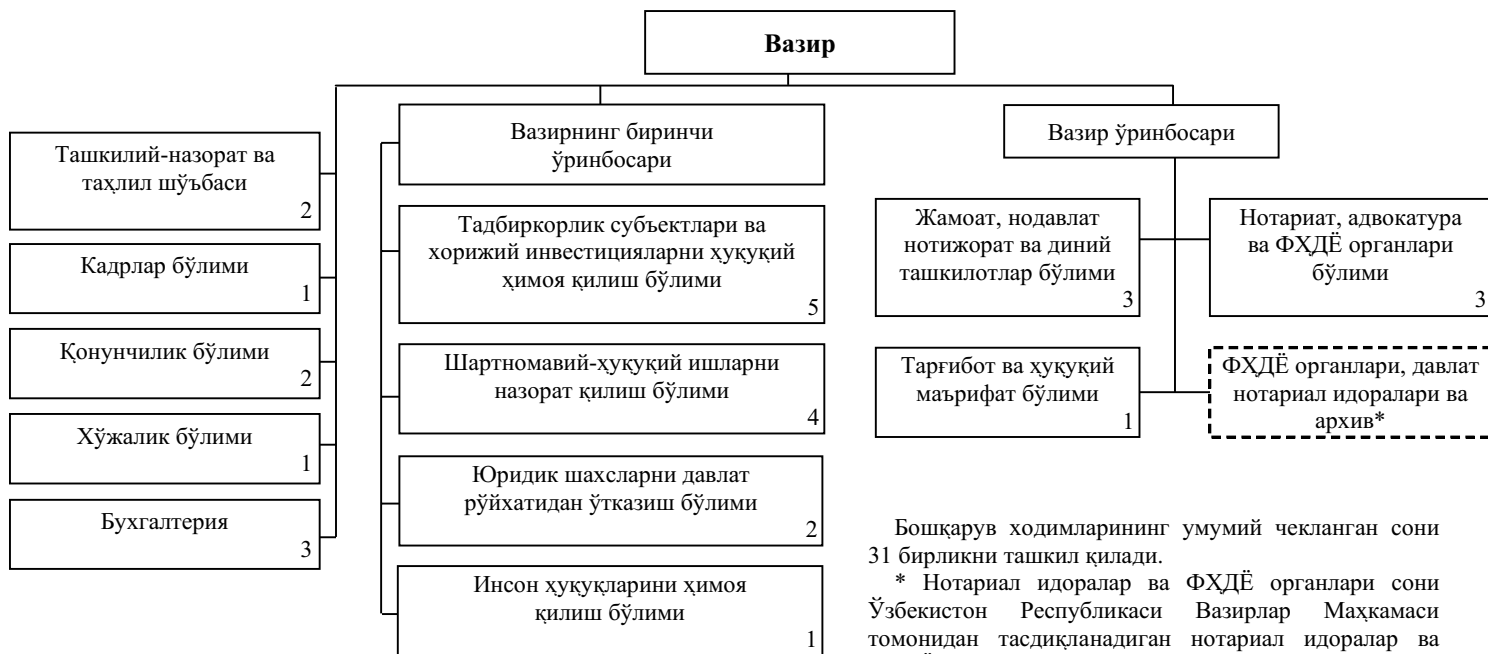 Вазир
Ташкилий-назорат ва
таҳлил шўъбаси
2
Кадрлар бўлими
1
Қонунчилик бўлими
2
Хўжалик бўлими
1
Бухгалтерия
3
Вазирнинг биринчи
ўринбосари
Тадбиркорлик субъектлари ва
хорижий инвестицияларни ҳуқуқий
ҳимоя қилиш бўлими
5
Шартномавий-ҳуқуқий ишларни
назорат қилиш бўлими
4
Юридик шахсларни давлат
рўйхатидан ўтказиш бўлими
2
Инсон ҳуқуқларини ҳимоя
қилиш бўлими
1
Вазир ўринбосари
Жамоат, нодавлат
нотижорат ва диний
ташкилотлар бўлими
3
Нотариат, адвокатура
ва ФҲДЁ органлари
бўлими
3
Тарғибот ва ҳуқуқий
маърифат бўлими
1
ФҲДЁ органлари, давлат
нотариал идоралари ва
архив*
Бошқарув ходимларининг умумий чекланган сони
31 бирликни ташкил қилади.
* Нотариал идоралар ва ФҲДЁ органлари сони
Ўзбекистон Республикаси Вазирлар Маҳкамаси
томонидан тасдиқланадиган нотариал идоралар ва